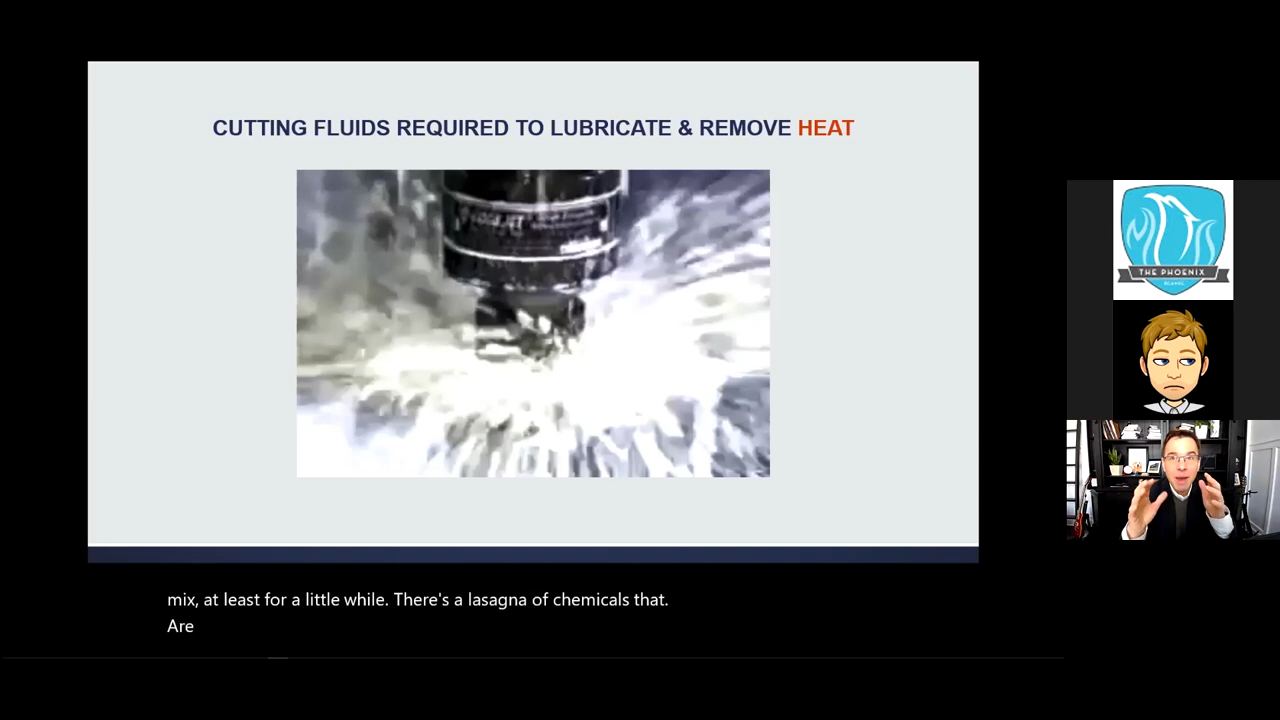 CUTTING FLUIDS REQUIRED TO LUBRICATE & REMOVE HEAT
THE PHOENIX
mix, at least for a little while. There's a lasagna of chemicals that.
Are